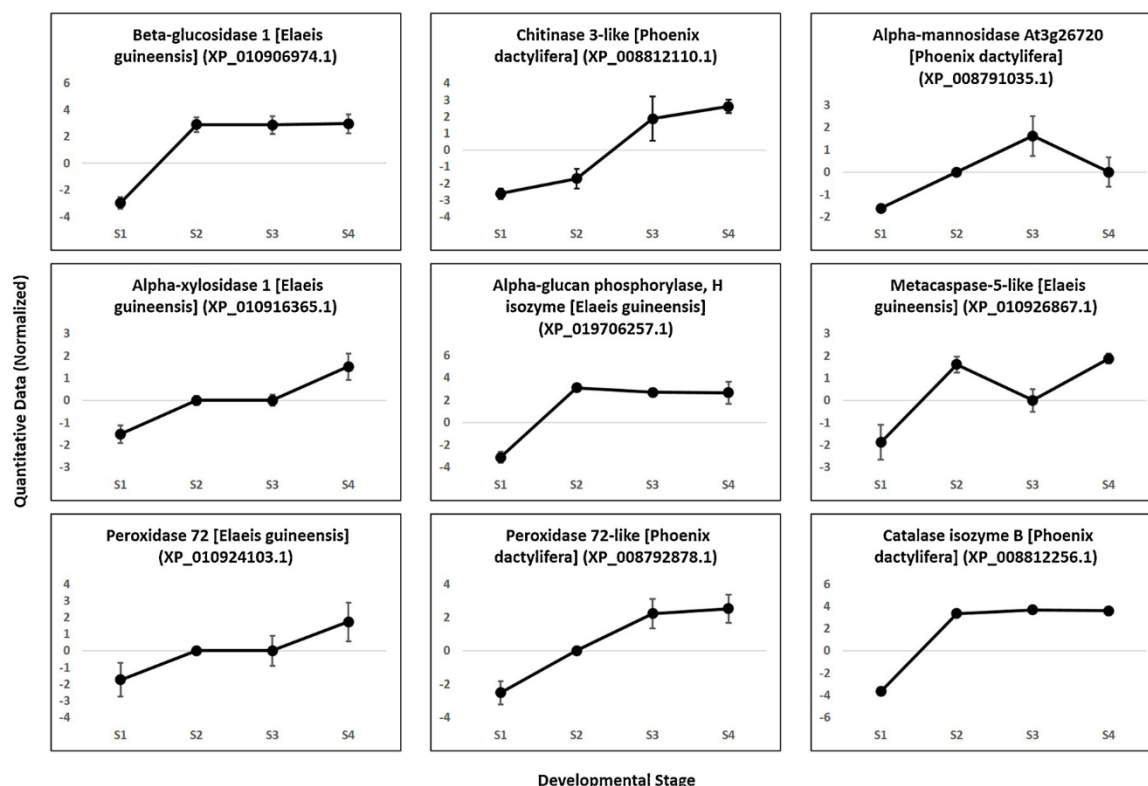 Beta-glucosidase 1 [Elaeis
guineensis] (XP_010906974.1)
6
4
2
0
-2
-4
S1 S2 S3 S4
Chitinase 3-like [Phoenix
dactylifera] (XP_008812110.1)
4
3
2
1
0
-1
-2
-3
-4
S1 S2 S3 S4
Alpha-mannosidase At3g26720
[Phoenix dactylifera]
(XP_008791035.1)
3
2
1
0
-1
-2
S1 S2 S3 S4
Quantitative Data (Normalized)
Alpha-xylosidase 1 [Elaeis
guineensis] (XP_010916365.1)
3
2
1
0
-1
-2
-3
S1 S2 S3 S4
Alpha-glucan phosphorylase, H
isozyme [Elaeis guineensis]
(XP_019706257.1)
6
4
2
0
-2
-4
S1 S2 S3 S4
Metacaspase-5-like [Elaeis
guineensis] (XP_010926867.1)
3
2
1
0
-1
-2
-3
S1 S2 S3 S4
Peroxidase 72 [Elaeis guineensis]
(XP_010924103.1)
4
3
2
1
0
-1
-2
-3
-4
S1 S2 S3 S4
Peroxidase 72-like [Phoenix
dactylifera] (XP_008792878.1)
4
3
2
1
0
-1
-2
-3
-4
S1 S2 S3 S4
Catalase isozyme B [Phoenix
dactylifera] (XP_008812256.1)
6
4
2
0
-2
-4
-6
S1 S2 S3 S4
Developmental Stage